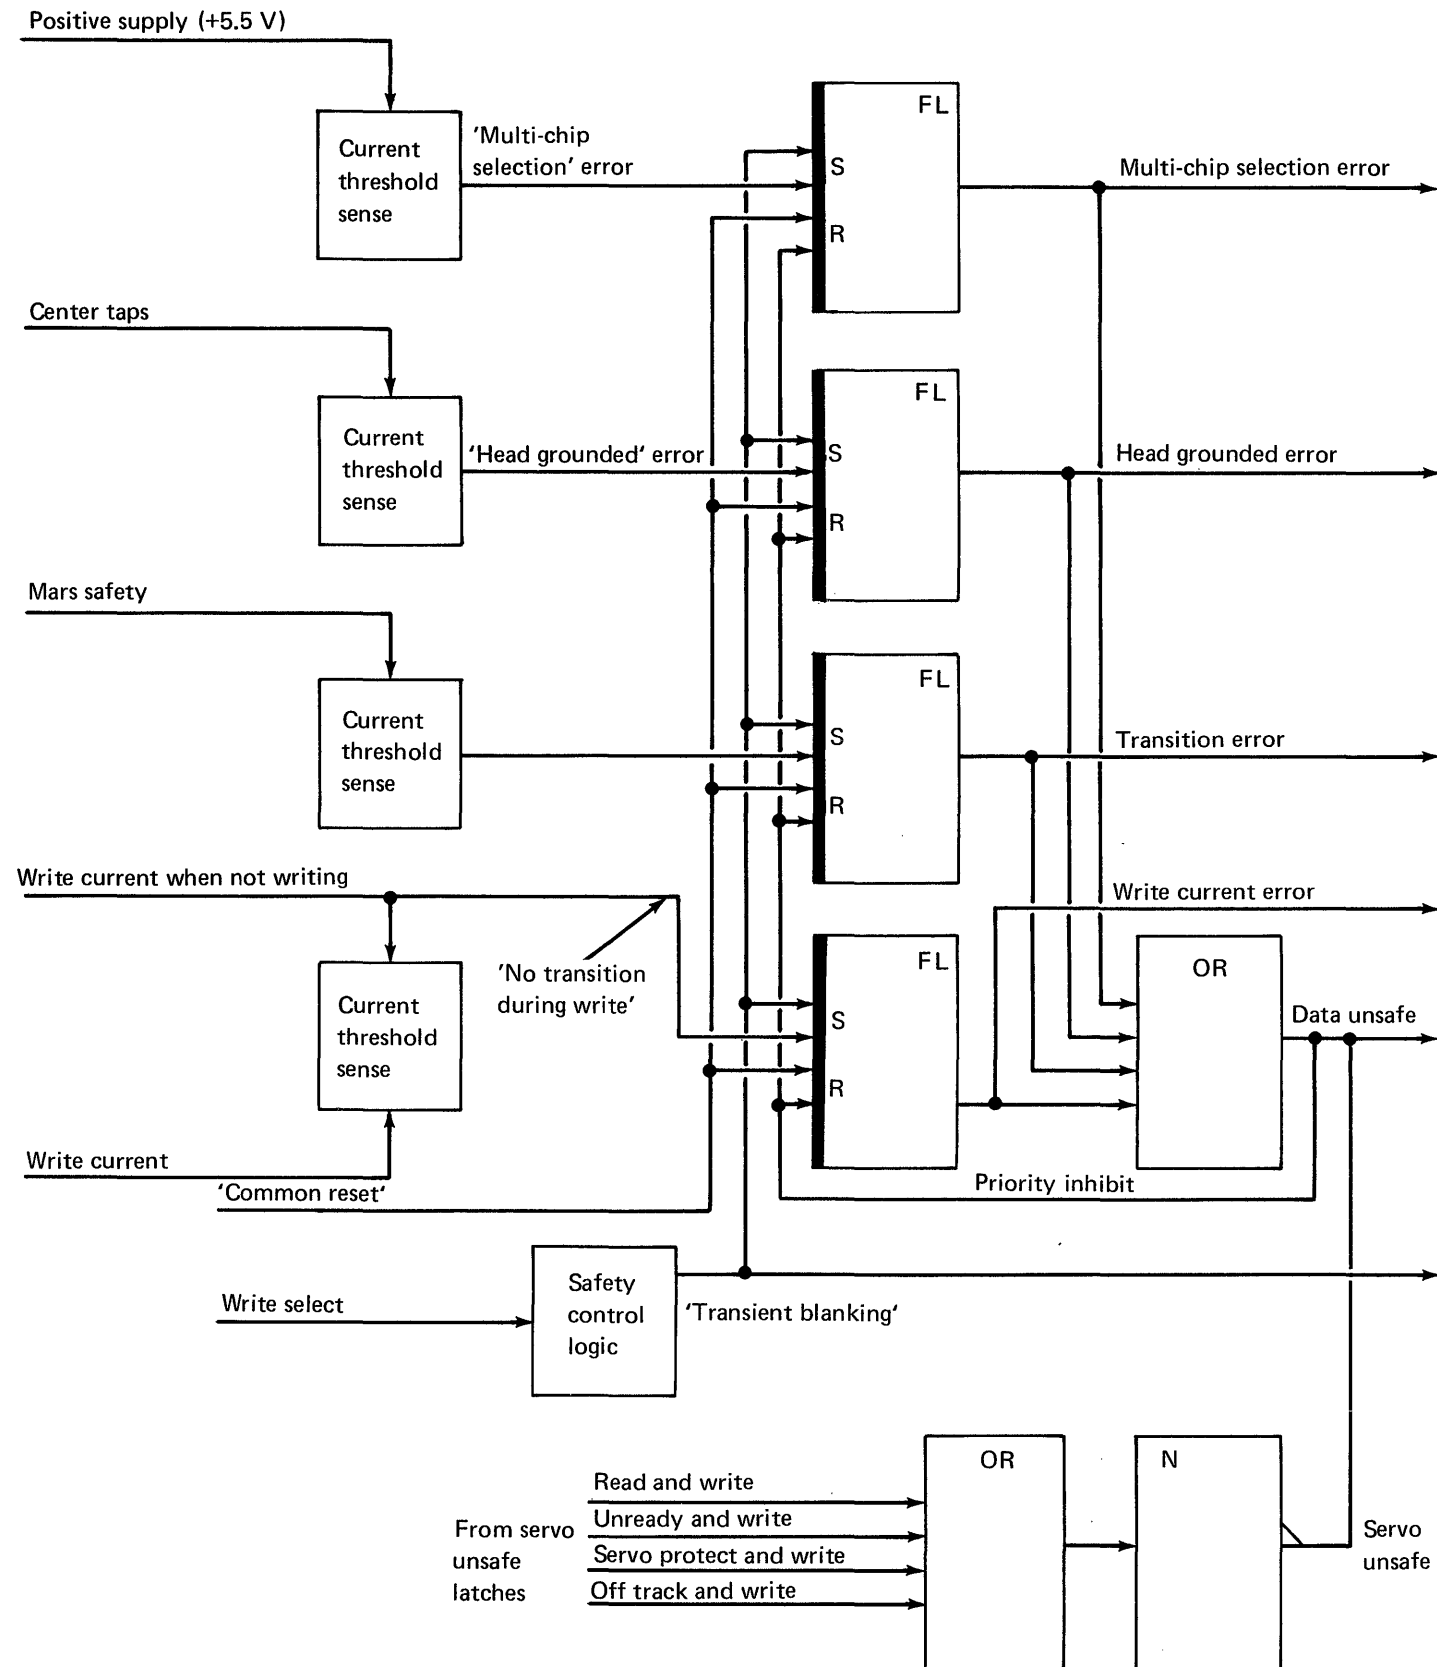 Positive supply (+5.5 V)
FL
Current
threshold
sense
'Multi-chip
selection' error
S
R
Multi-chip selection error
Center taps
FL
Current
threshold
sense
'Head grounded' error
S
R
Head grounded error
Mars safety
FL
Current
threshold
sense
S
R
Transition error
Write current when not writing
Write current error
FL
OR
'No transition
during write'
Current
threshold
sense
S
R
Data unsafe
Write current
'Common reset'
Priority inhibit
Safety
control
logic
Write select
'Transient blanking'
OR
N
Read and write
Unready and write
Servo protect and write
Off track and write
From servo
unsafe
latches
Servo
unsafe